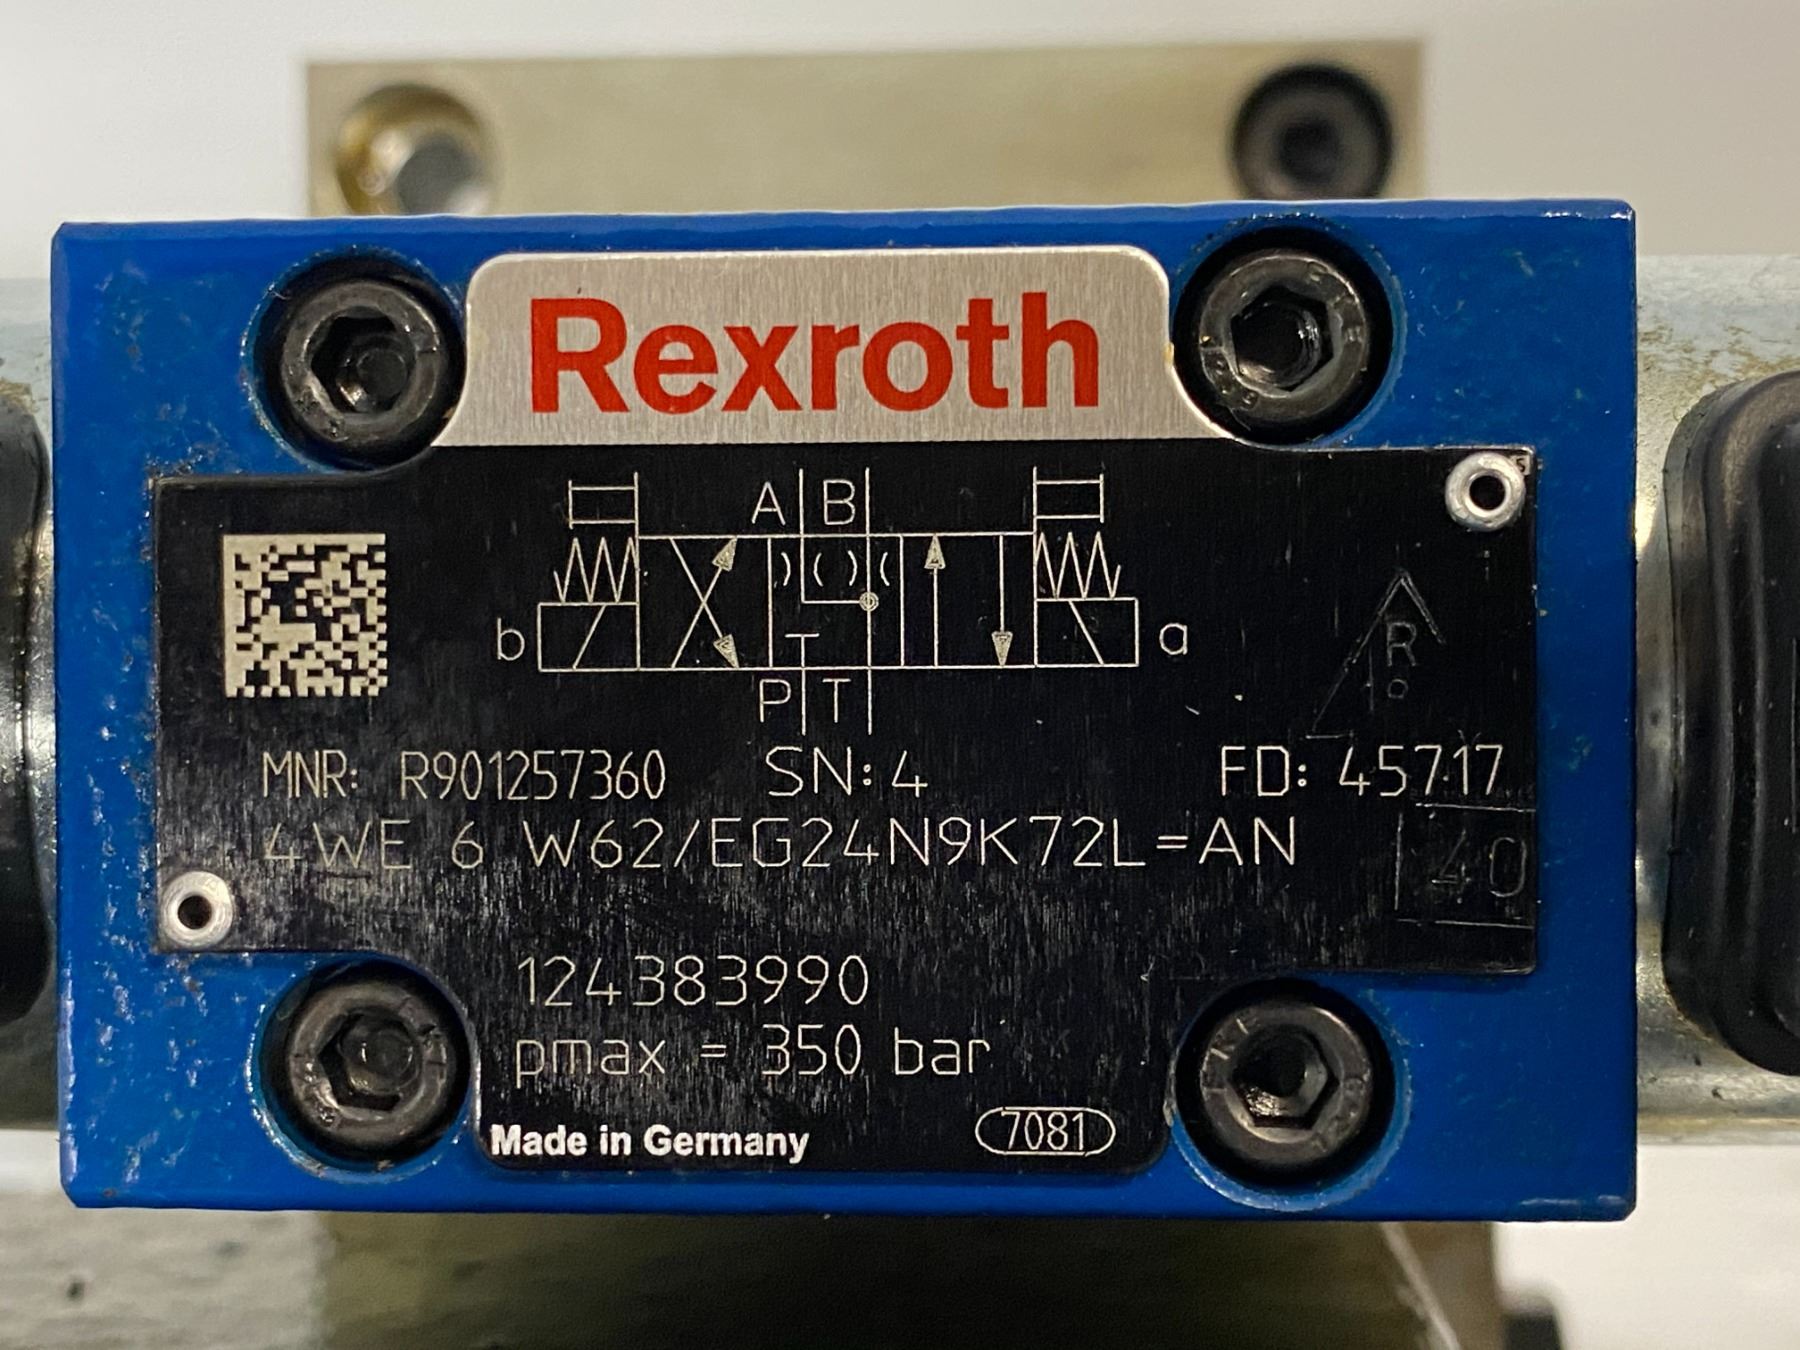 Rexroth
A B
b a
T
P T
R
MNR: R901257360 SN: 4 FD: 45717
4WE 6 W62/EG24N9K72L=AN
40
124383990
pmax = 350 bar
Made in Germany 7081